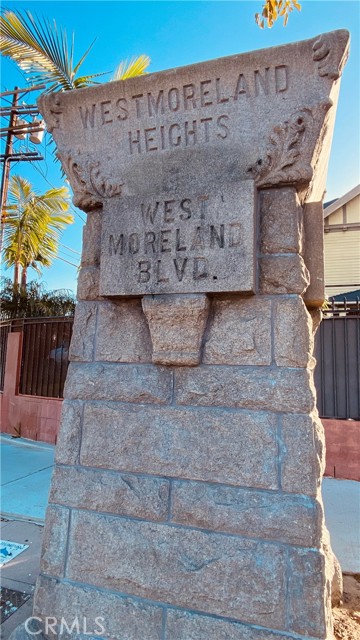 WESTMORELAND
HEIGHTS
WEST
MORELAND
BLVD.
CRMLS